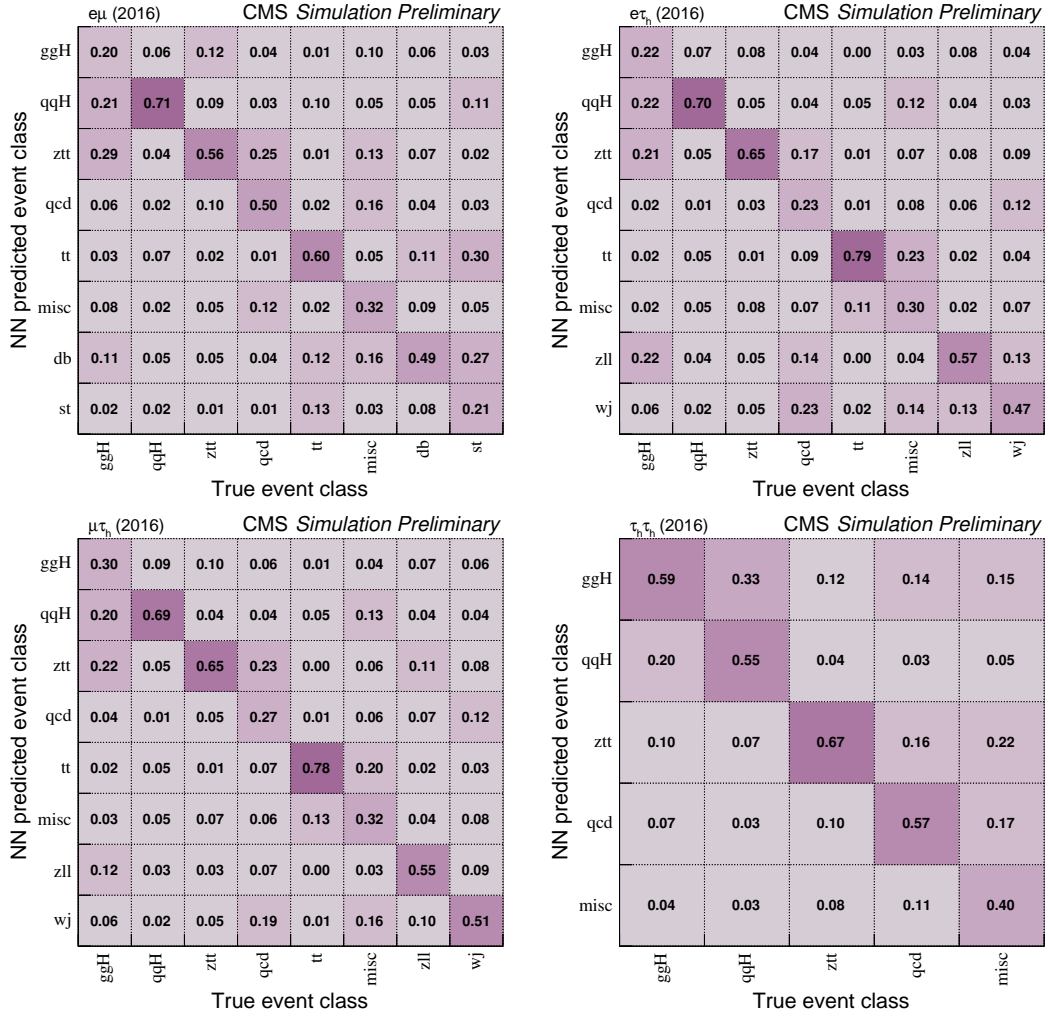 eμ (2016) CMS Simulation Preliminary
NN predicted event class
ggH 0.20 0.06 0.12 0.04 0.01 0.10 0.06 0.03
qqH 0.21 0.71 0.09 0.03 0.10 0.05 0.05 0.11
ztt 0.29 0.04 0.56 0.25 0.01 0.13 0.07 0.02
qcd 0.06 0.02 0.10 0.50 0.02 0.16 0.04 0.03
tt 0.03 0.07 0.02 0.01 0.60 0.05 0.11 0.30
misc 0.08 0.02 0.05 0.12 0.02 0.32 0.09 0.05
db 0.11 0.05 0.05 0.04 0.12 0.16 0.49 0.27
st 0.02 0.02 0.01 0.01 0.13 0.03 0.08 0.21
ggH qqH ztt qcd tt misc db st
True event class
eτh (2016) CMS Simulation Preliminary
NN predicted event class
ggH 0.22 0.07 0.08 0.04 0.00 0.03 0.08 0.04
qqH 0.22 0.70 0.05 0.04 0.05 0.12 0.04 0.03
ztt 0.21 0.05 0.65 0.17 0.01 0.07 0.08 0.09
qcd 0.02 0.01 0.03 0.23 0.01 0.08 0.06 0.12
tt 0.02 0.05 0.01 0.09 0.79 0.23 0.02 0.04
misc 0.02 0.05 0.08 0.07 0.11 0.30 0.02 0.07
zll 0.22 0.04 0.05 0.14 0.00 0.04 0.57 0.13
wj 0.06 0.02 0.05 0.23 0.02 0.14 0.13 0.47
ggH qqH ztt qcd tt misc zll wj
True event class
μτh (2016) CMS Simulation Preliminary
NN predicted event class
ggH 0.30 0.09 0.10 0.06 0.01 0.04 0.07 0.06
qqH 0.20 0.69 0.04 0.04 0.05 0.13 0.04 0.04
ztt 0.22 0.05 0.65 0.23 0.00 0.06 0.11 0.08
qcd 0.04 0.01 0.05 0.27 0.01 0.06 0.07 0.12
tt 0.02 0.05 0.01 0.07 0.78 0.20 0.02 0.03
misc 0.03 0.05 0.07 0.06 0.13 0.32 0.04 0.08
zll 0.12 0.03 0.03 0.07 0.00 0.03 0.55 0.09
wj 0.06 0.02 0.05 0.19 0.01 0.16 0.10 0.51
ggH qqH ztt qcd tt misc zll wj
True event class
τhτh (2016) CMS Simulation Preliminary
NN predicted event class
ggH 0.59 0.33 0.12 0.14 0.15
qqH 0.20 0.55 0.04 0.03 0.05
ztt 0.10 0.07 0.67 0.16 0.22
qcd 0.07 0.03 0.10 0.57 0.17
misc 0.04 0.03 0.08 0.11 0.40
ggH qqH ztt qcd misc
True event class